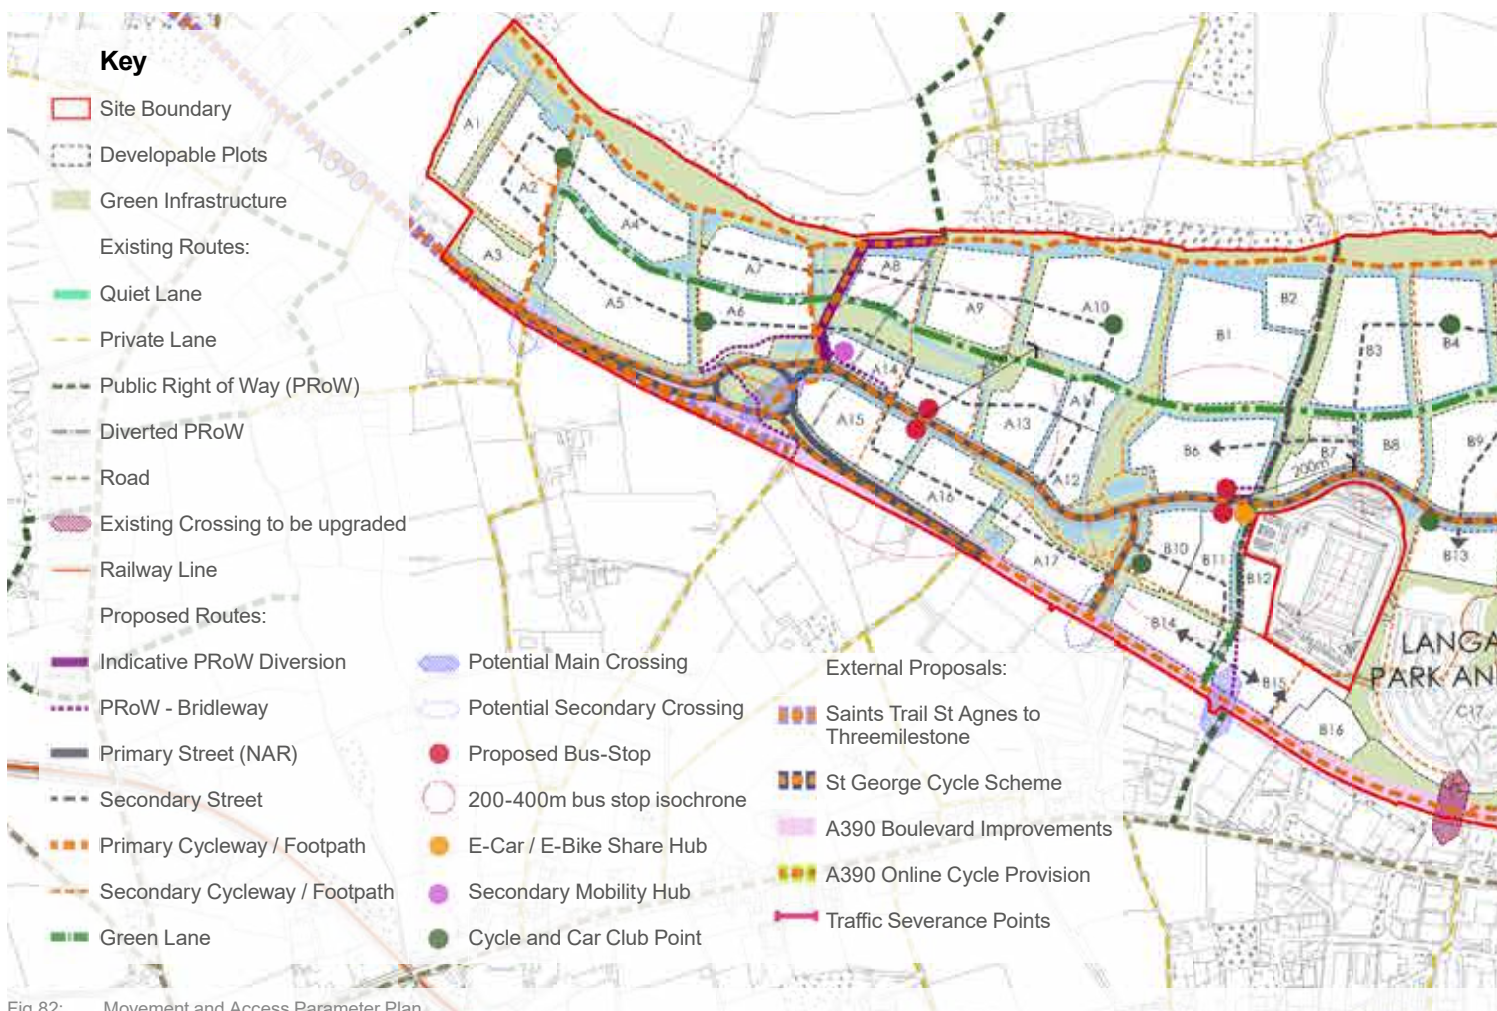 Key
Site Boundary
Developable Plots
Green Infrastructure
Existing Routes:
Quiet Lane
Private Lane
Public Right of Way (PRoW)
Diverted PRoW
Road
Existing Crossing to be upgraded
Railway Line
Proposed Routes:
Indicative PRoW Diversion
PRoW - Bridleway
Primary Street (NAR)
Secondary Street
Primary Cycleway / Footpath
Secondary Cycleway / Footpath
Green Lane
Potential Main Crossing
Potential Secondary Crossing
Proposed Bus-Stop
200-400m bus stop isochrone
E-Car / E-Bike Share Hub
Secondary Mobility Hub
Cycle and Car Club Point
External Proposals:
Saints Trail St Agnes to
Threemilestone
St George Cycle Scheme
A390 Boulevard Improvements
A390 Online Cycle Provision
Traffic Severance Points
A390
A1
A2
A3
A4
A5
A6
A7
A8
A9
A10
A12
A13
A14
A15
A16
A17
B1
B2
B3
B4
B6
B7
B8
B9
B10
B11
B12
B13
B14
B15
B16
200m
LANGA
PARK AN
C17
Fig 82: Movement and Access Parameter Plan